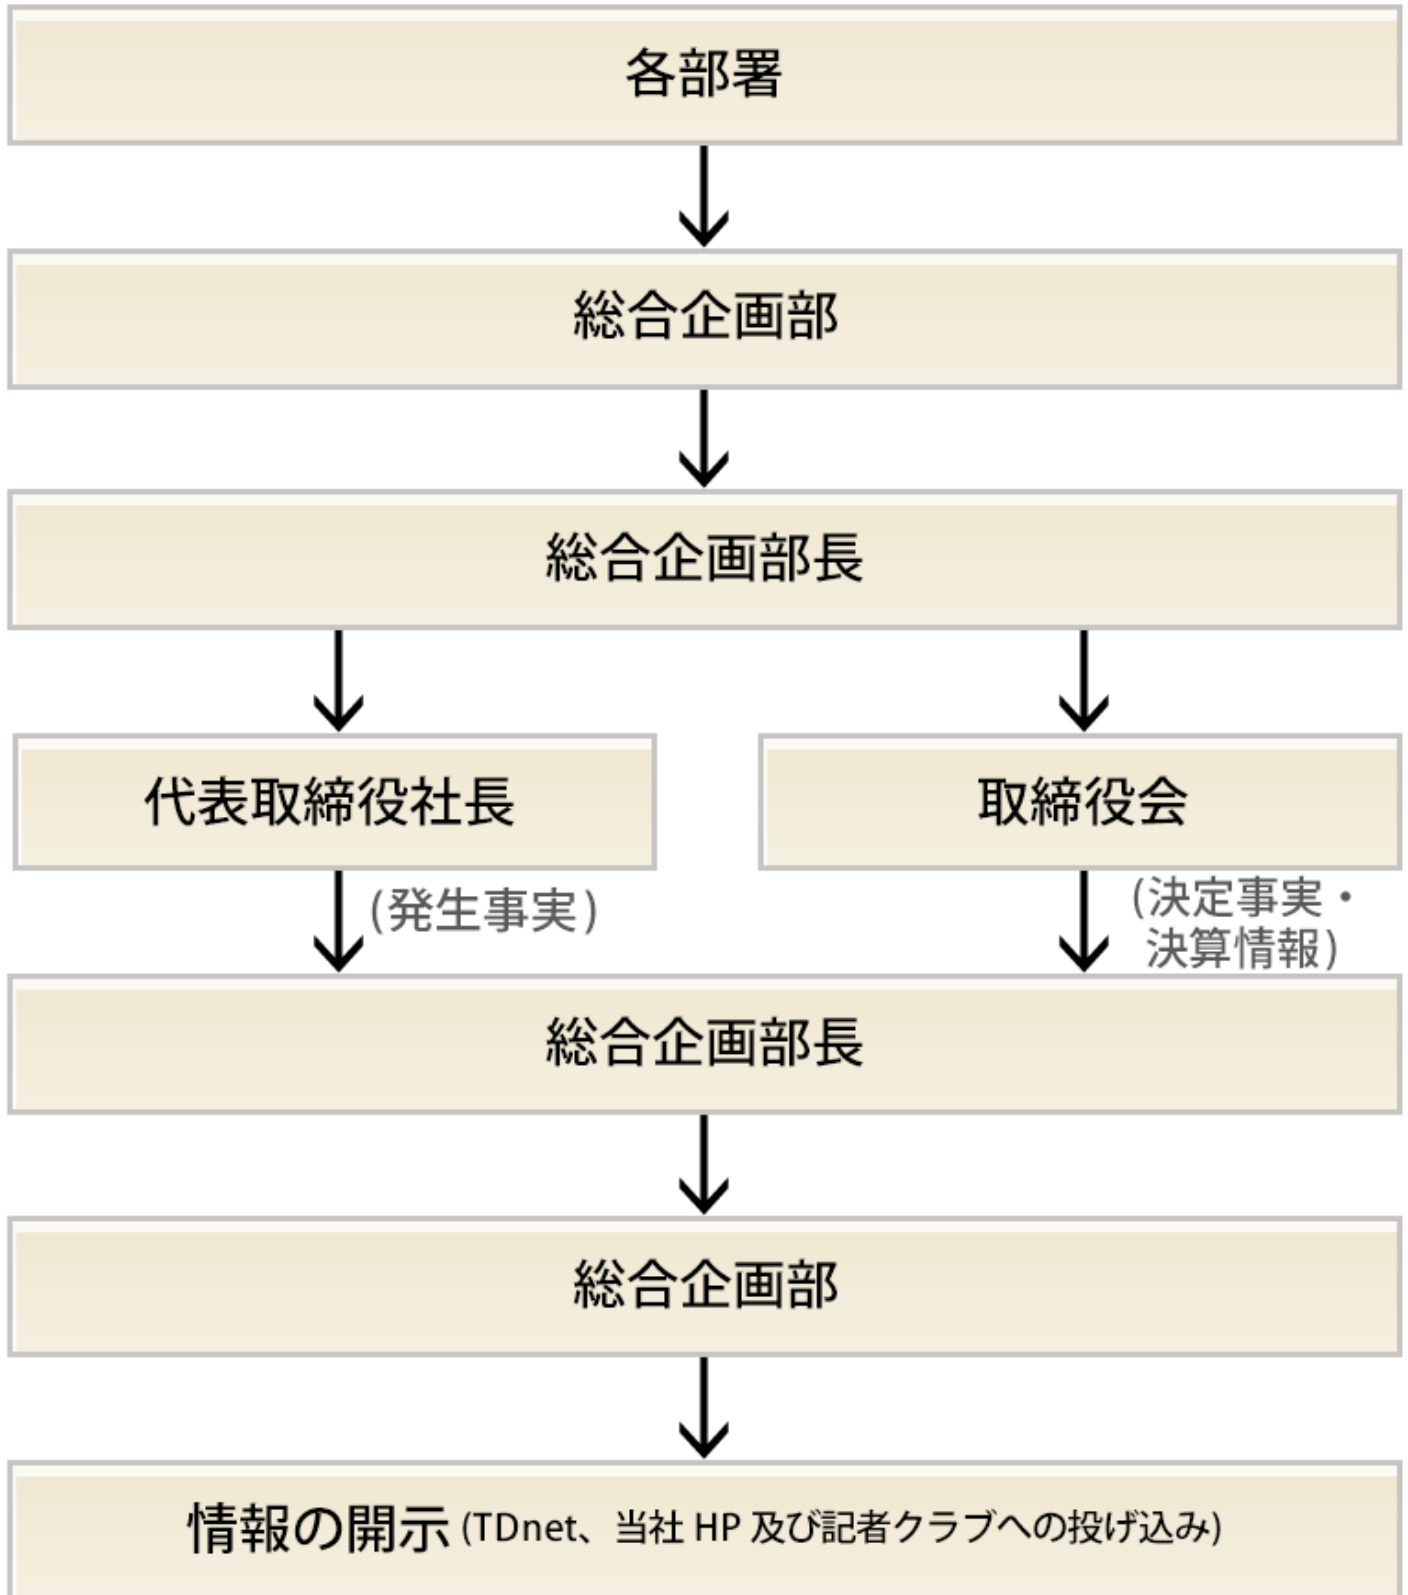 各部署
総合企画部
総合企画部長
代表取締役社長
取締役会
(発生事実)
(決定事実・
決算情報)
総合企画部長
総合企画部
情報の開示 (TDnet、当社 HP 及び記者クラブへの投げ込み)